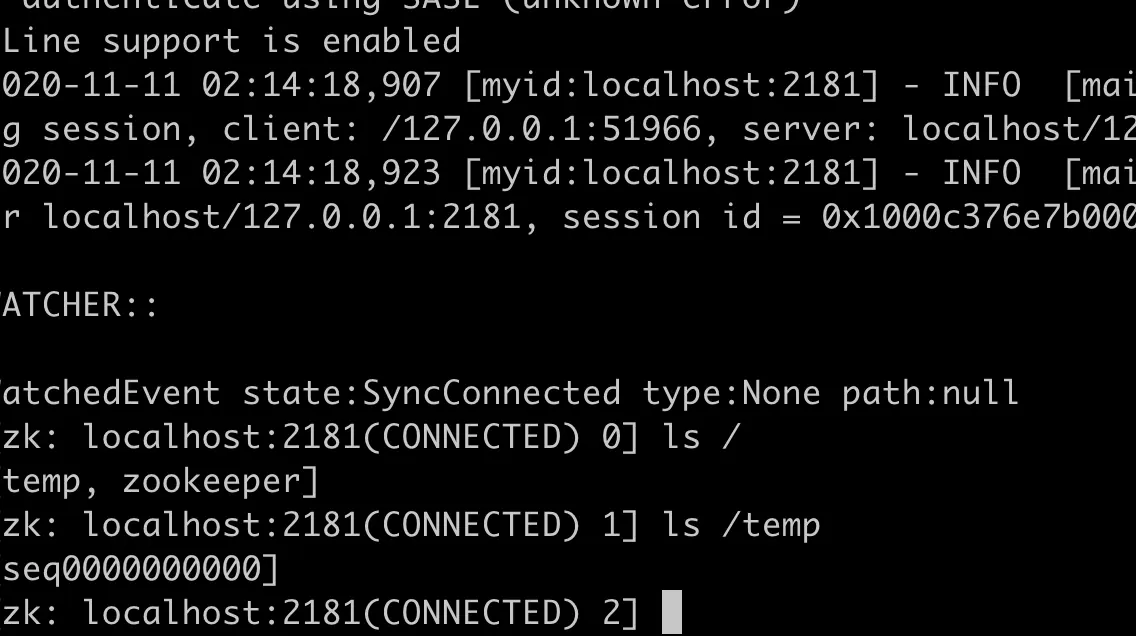 authenticate using SASL (unknown error)
Line support is enabled
020-11-11 02:14:18,907 [myid:localhost:2181] - INFO  [mai
g session, client: /127.0.0.1:51966, server: localhost/12
020-11-11 02:14:18,923 [myid:localhost:2181] - INFO  [mai
r localhost/127.0.0.1:2181, session id = 0x1000c376e7b000
ATCHER::
atchedEvent state:SyncConnected type:None path:null
[zk: localhost:2181(CONNECTED) 0] ls /
[temp, zookeeper]
[zk: localhost:2181(CONNECTED) 1] ls /temp
[seq0000000000]
[zk: localhost:2181(CONNECTED) 2]